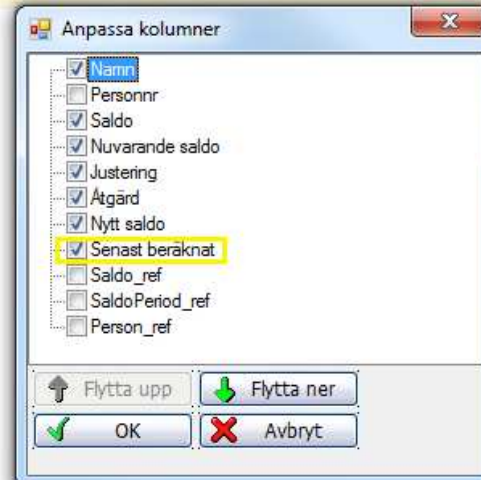 Anpassa kolumner
Namn
Personnr
Saldo
Nuvarande saldo
Justering
Åtgärd
Nytt saldo
Senast beräknat
Saldo_ref
SaldoPeriod_ref
Person_ref
Flytta upp
Flytta ner
OK
Avbryt